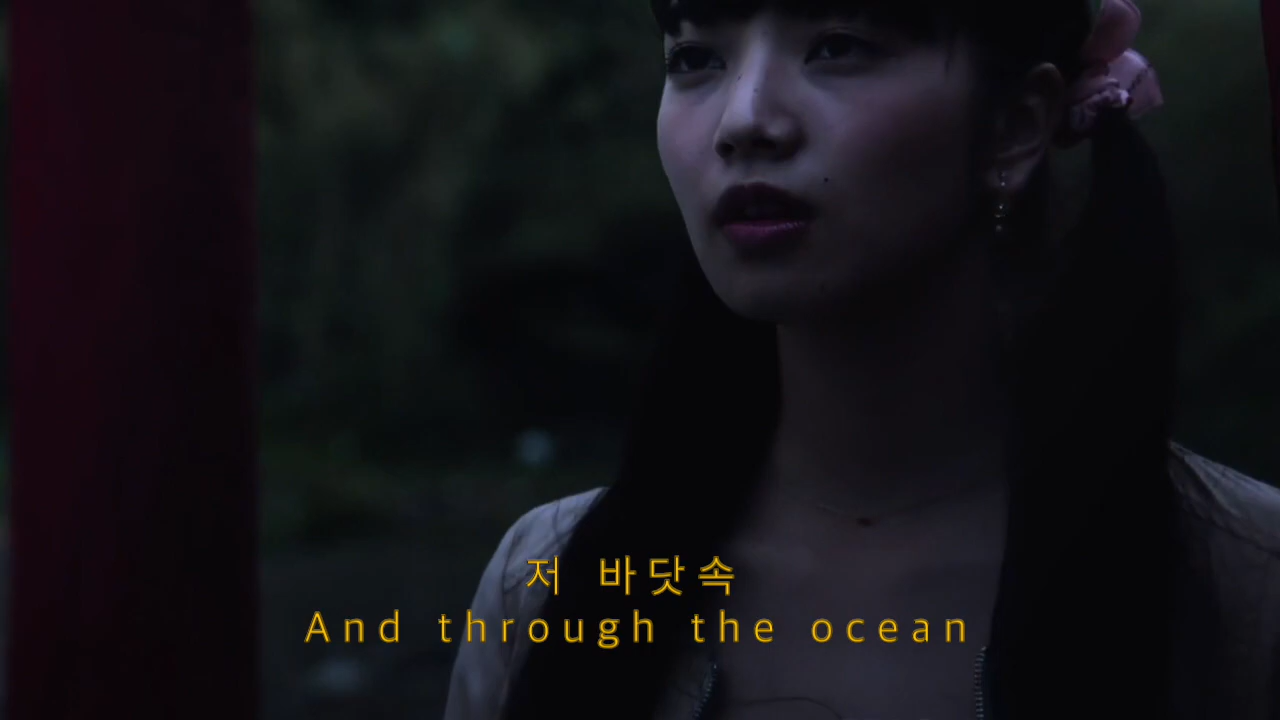 저 바닷속
And through the ocean